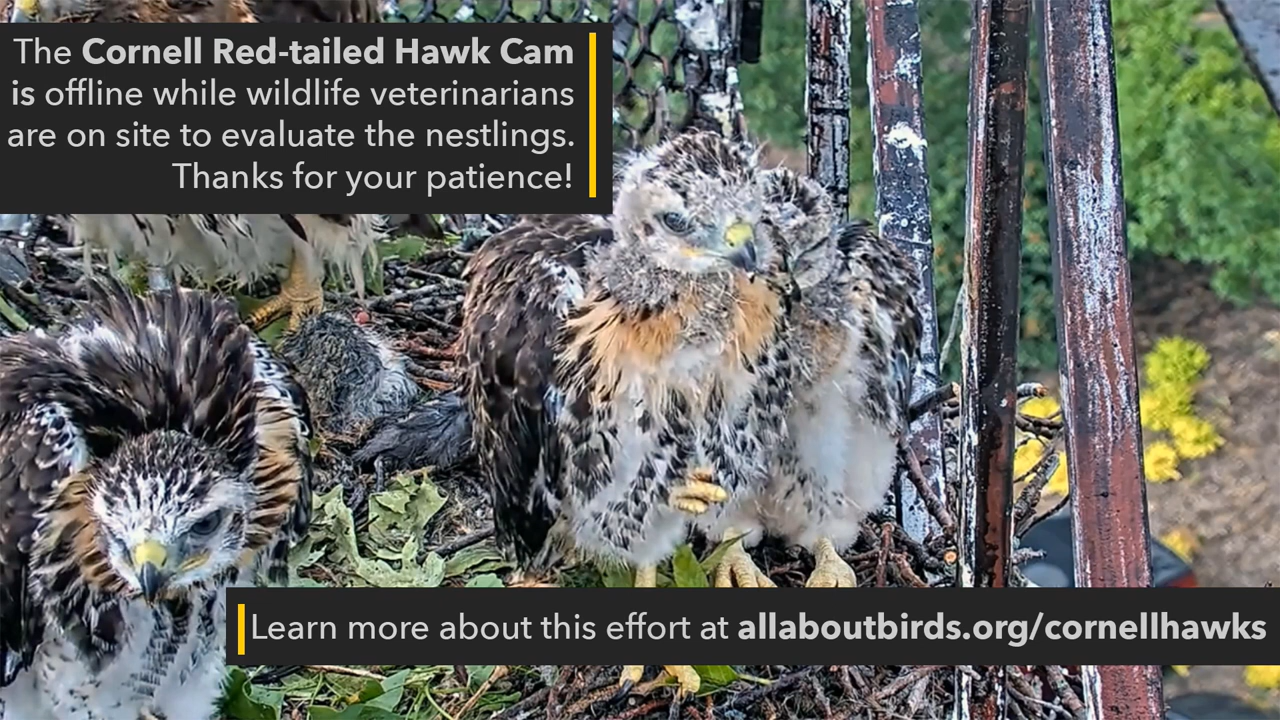 The Cornell Red-tailed Hawk Cam
is offline while wildlife veterinarians
are on site to evaluate the nestlings.
Thanks for your patience!
Learn more about this effort at allaboutbirds.org/cornellhawks